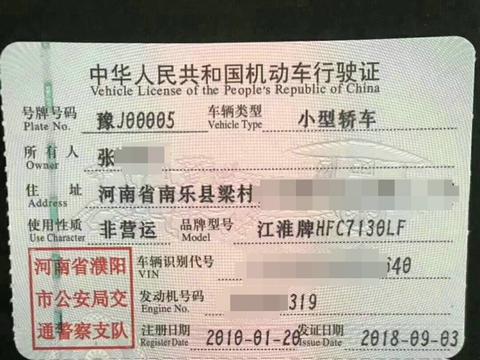 中华人民共和国机动车行驶证
Vehicle License of the People's Republic of China
号牌号码 豫J00005 车辆类型 小型轿车
Plate No. Vehicle Type
所有人 张
Owner
住址 河南省南乐县梁村
Address
使用性质 非营运 品牌型号 江淮牌HFC7130LF
Use Character Model
河南省濮阳
市公安局交
通警察支队
车辆识别代号 640
VIN
发动机号码 319
Engine No.
注册日期 2010-01-20 发证日期 2018-09-03
Register Date Issue Date